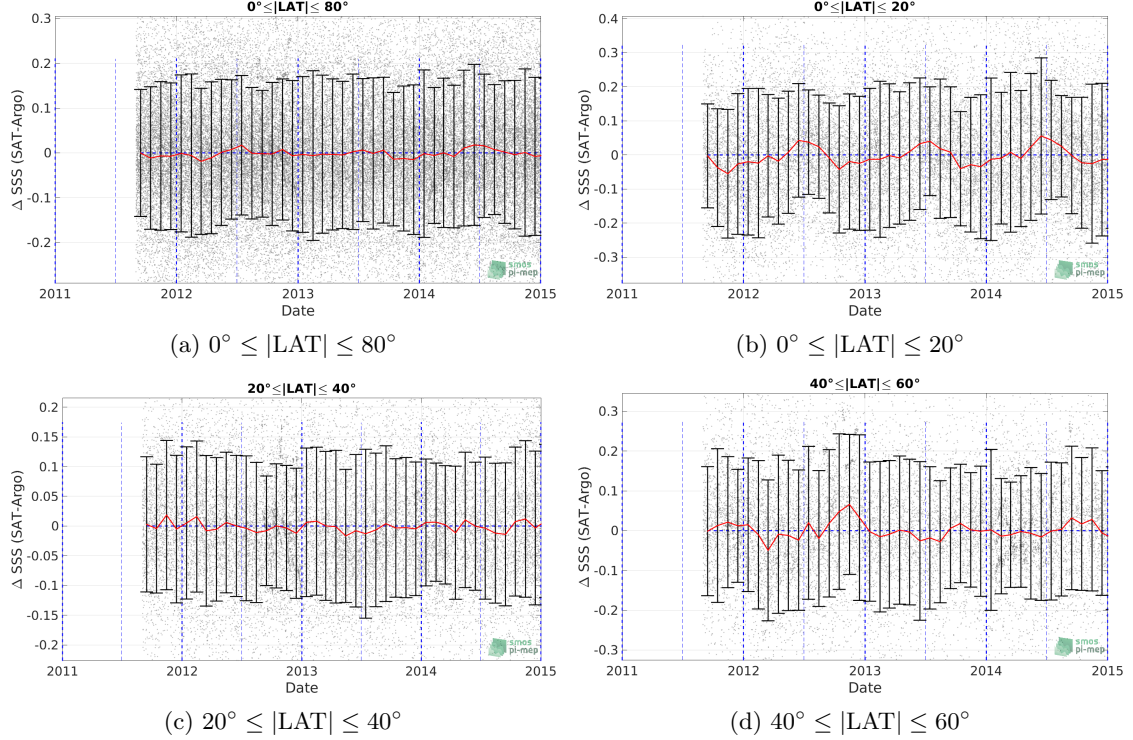 0°≤|LAT|≤ 80°
0.3
0.2
0.1
0
-0.1
-0.2
Δ SSS (SAT-Argo)
smos
pi-mep
2011 2012 2013 2014 2015
Date
(a) 0° ≤ |LAT| ≤ 80°
0°≤|LAT|≤ 20°
0.4
0.3
0.2
0.1
0
-0.1
-0.2
-0.3
Δ SSS (SAT-Argo)
smos
pi-mep
2011 2012 2013 2014 2015
Date
(b) 0° ≤ |LAT| ≤ 20°
20°≤|LAT|≤ 40°
0.2
0.15
0.1
0.05
0
-0.05
-0.1
-0.15
-0.2
Δ SSS (SAT-Argo)
smos
pi-mep
2011 2012 2013 2014 2015
Date
(c) 20° ≤ |LAT| ≤ 40°
40°≤|LAT|≤ 60°
0.3
0.2
0.1
0
-0.1
-0.2
-0.3
Δ SSS (SAT-Argo)
smos
pi-mep
2011 2012 2013 2014 2015
Date
(d) 40° ≤ |LAT| ≤ 60°